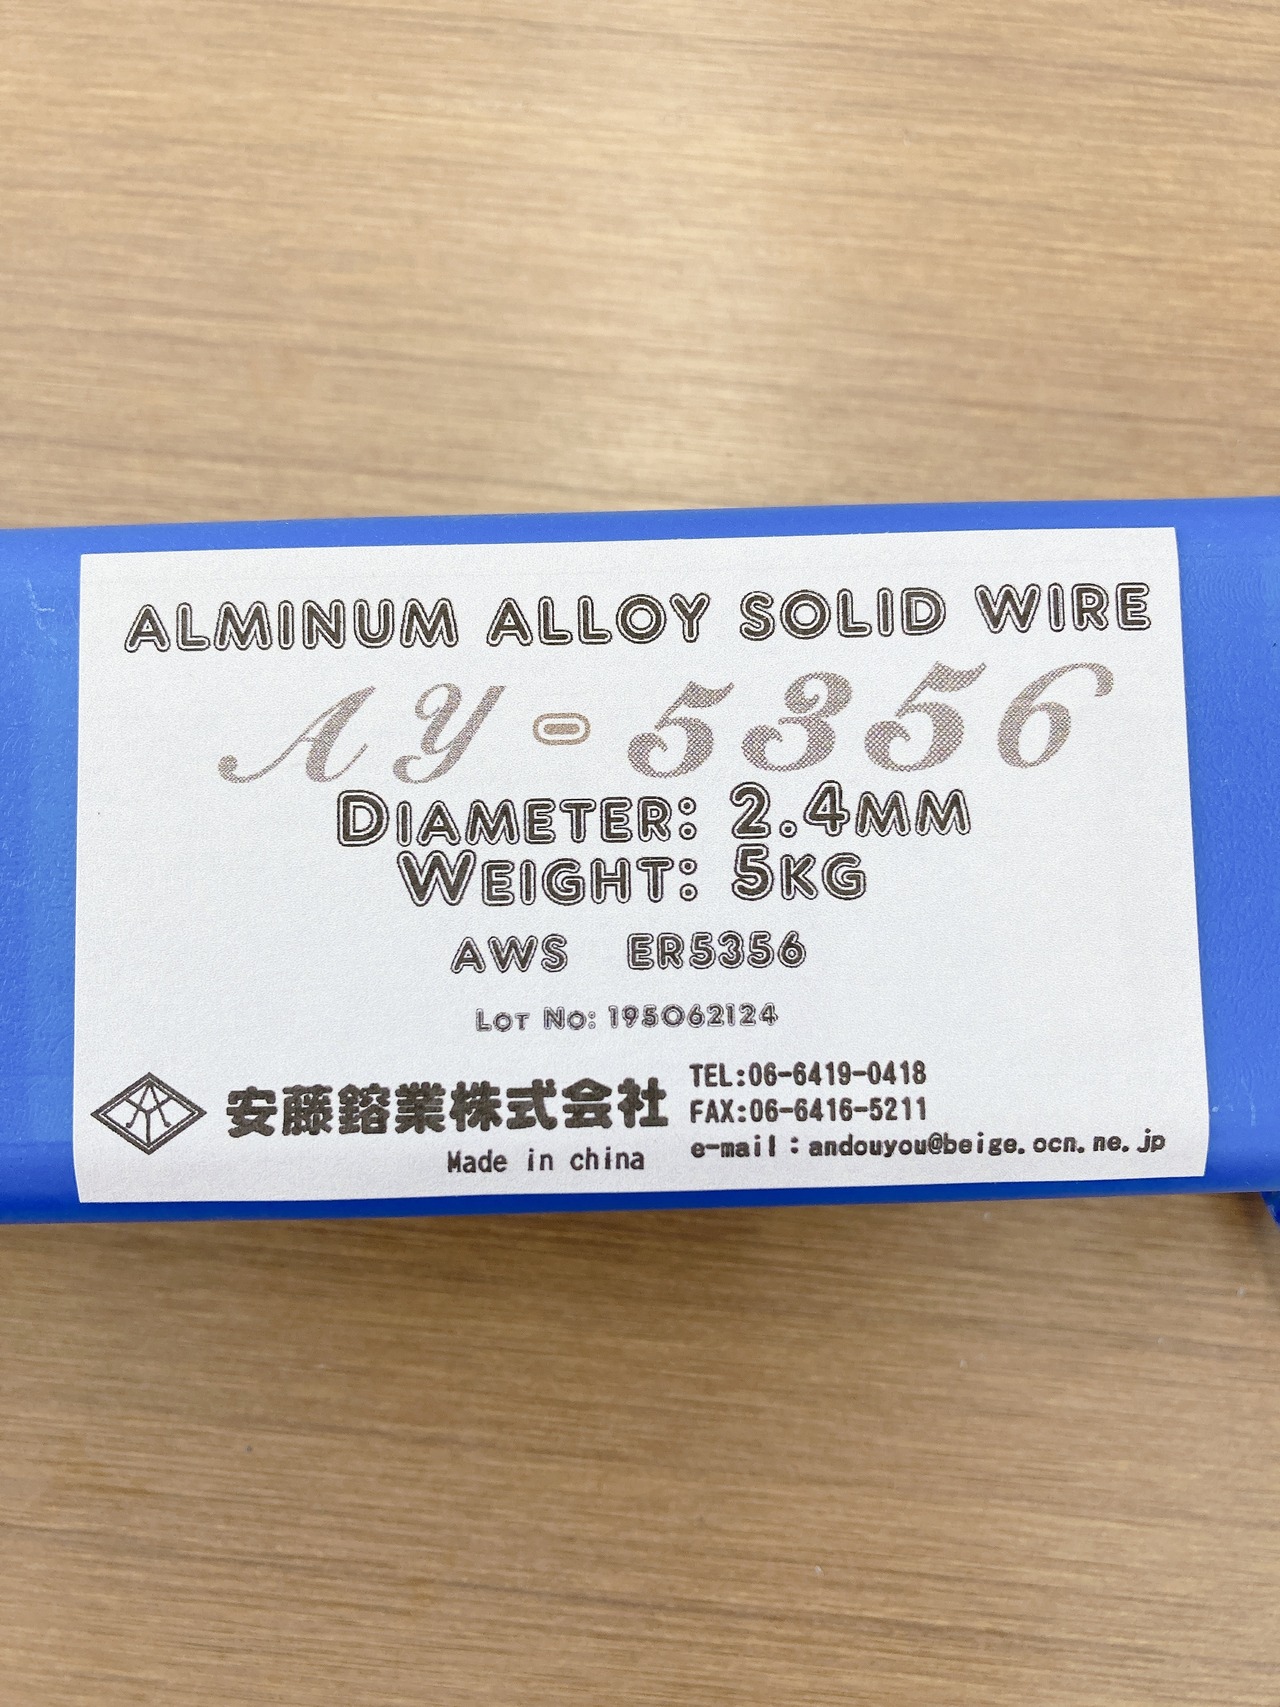 ALMINUM ALLOY SOLID WIRE
AY-5356
DIAMETER: 2.4MM
WEIGHT: 5KG
AWS ER5356
LOT NO: 195062124
安藤鎔業株式会社
Made in china
TEL:06-6419-0418
FAX:06-6416-5211
e-mail:andouyou@beige.ocn.ne.jp